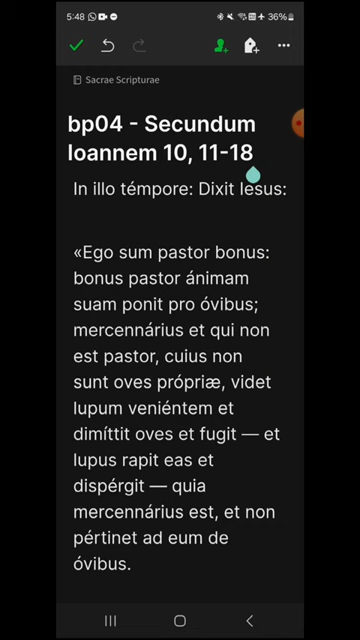 5:48
36%
Sacrae Scripturae
bp04 - Secundum
Ioannem 10, 11-18
In illo témpore: Dixit Iesus:
«Ego sum pastor bonus:
bonus pastor ánimam
suam ponit pro óvibus;
mercennárius et qui non
est pastor, cuius non
sunt oves própriæ, videt
lupum veniéntem et
dimíttit oves et fugit — et
lupus rapit eas et
dispérgit — quia
mercennárius est, et non
pértinet ad eum de
óvibus.